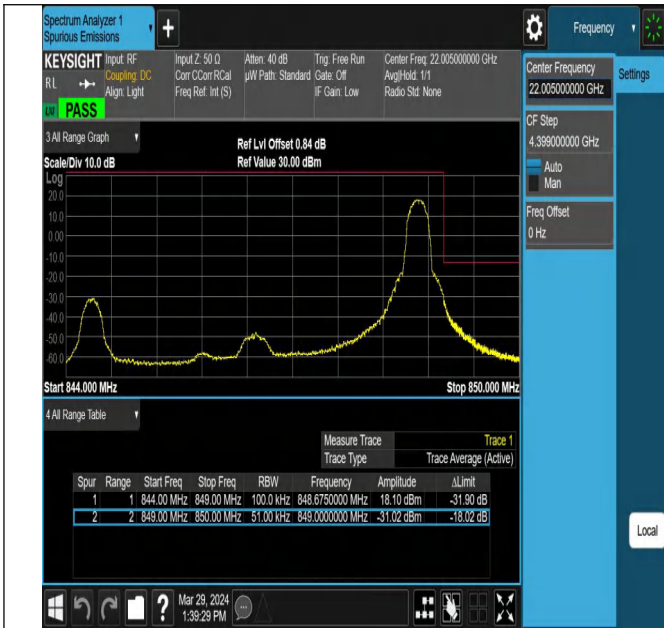 Spectrum Analyzer 1
Spurious Emissions
Frequency
KEYSIGHT
RL
PASS
Input: RF
Coupling: DC
Align: Light
Input Z: 50 Ω
Corr CCorr RCal
Freq Ref: Int (S)
Atten: 40 dB
µW Path: Standard
Trig: Free Run
Gate: Off
IF Gain: Low
Center Freq: 22.005000000 GHz
Avg|Hold: 1/1
Radio Std: None
Center Frequency
22.005000000 GHz
Settings
CF Step
4.399000000 GHz
Auto
Man
Freq Offset
0 Hz
Local
3 All Range Graph
Scale/Div 10.0 dB
Ref Lvl Offset 0.84 dB
Ref Value 30.00 dBm
Log
20.0
10.0
0.00
-10.0
-20.0
-30.0
-40.0
-50.0
-60.0
Start 844.000 MHz
Stop 850.000 MHz
4 All Range Table
Measure Trace Trace 1
Trace Type Trace Average (Active)
Spur Range Start Freq Stop Freq RBW Frequency Amplitude ΔLimit
1 1 844.00 MHz 849.00 MHz 100.0 kHz 848.6750000 MHz 18.10 dBm -31.90 dB
2 2 849.00 MHz 850.00 MHz 51.00 kHz 849.0000000 MHz -31.02 dBm -18.02 dB
?
Mar 29, 2024
1:39:29 PM